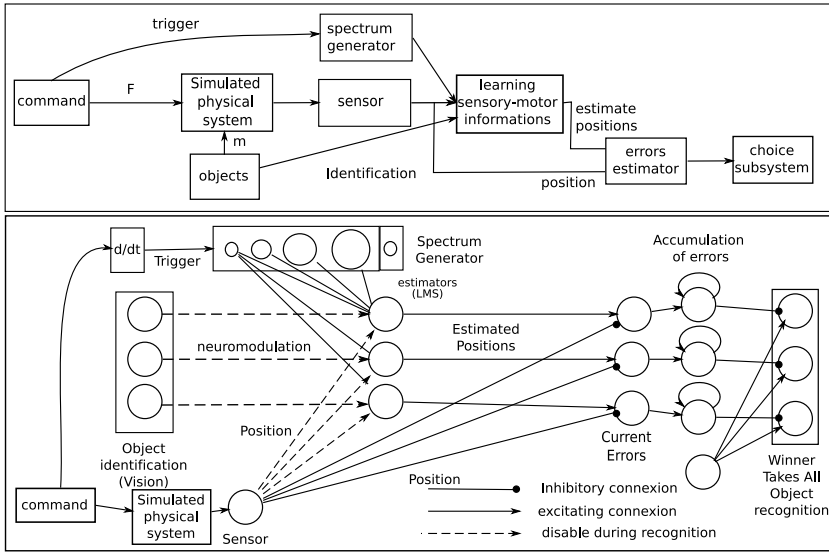 trigger
spectrum
generator
command
F
Simulated
physical
system
sensor
learning
sensory-motor
informations
estimate
positions
m
objects
Identification
position
errors
estimator
choice
subsystem
d/dt
Trigger
Spectrum
Generator
estimators
(LMS)
Accumulation
of errors
neuromodulation
Estimated
Positions
Position
Object
identification
(Vision)
Current
Errors
command
Simulated
physical
system
Sensor
Position
Inhibitory connexion
excitating connexion
disable during recognition
Winner
Takes All
Object
recognition